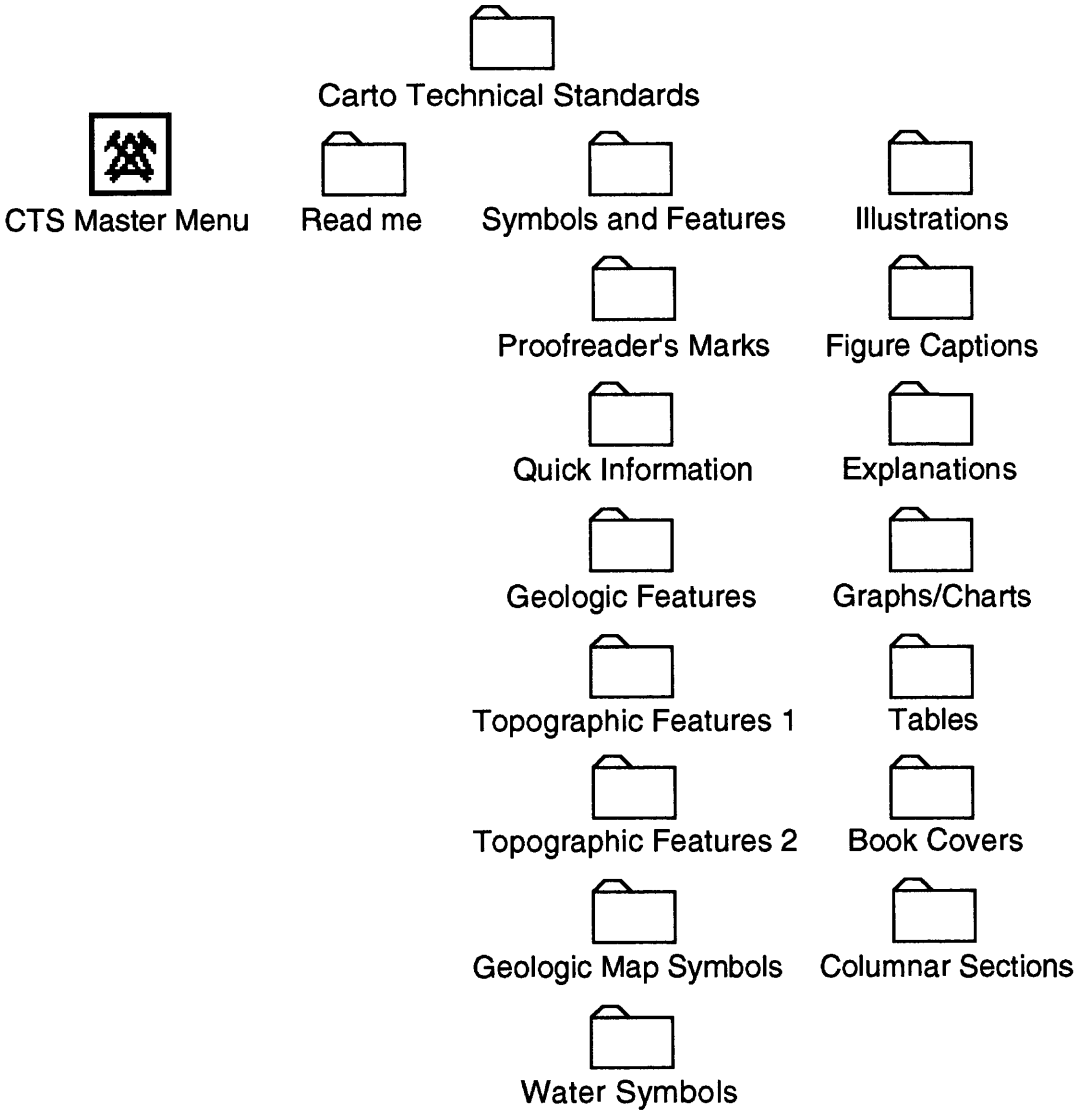 Carto Technical Standards
CTS Master Menu
Read me
Symbols and Features
Illustrations
Proofreader's Marks
Figure Captions
Quick Information
Explanations
Geologic Features
Graphs/Charts
Topographic Features 1
Tables
Topographic Features 2
Book Covers
Geologic Map Symbols
Columnar Sections
Water Symbols